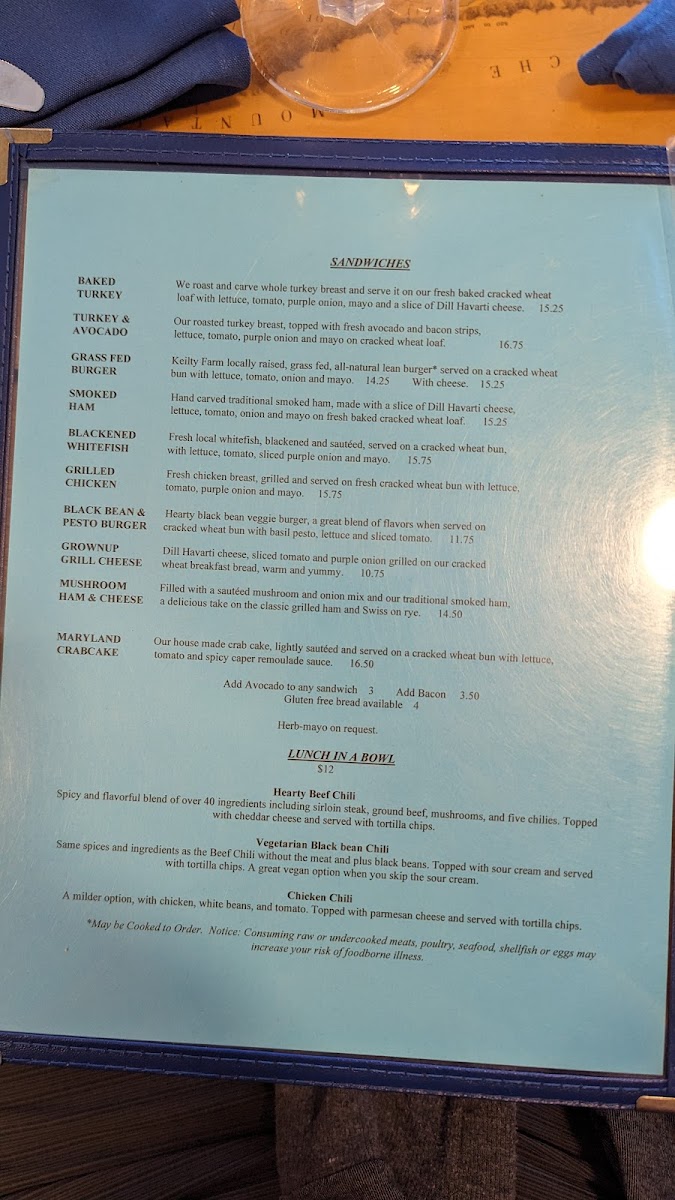 MOUNTA
CHE
SANDWICHES
BAKED
TURKEY
We roast and carve whole turkey breast and serve it on our fresh baked cracked wheat
loaf with lettuce, tomato, purple onion, mayo and a slice of Dill Havarti cheese. 15.25
TURKEY &
AVOCADO
Our roasted turkey breast, topped with fresh avocado and bacon strips,
lettuce, tomato, purple onion and mayo on cracked wheat loaf. 16.75
GRASS FED
BURGER
Keilty Farm locally raised, grass fed, all-natural lean burger* served on a cracked wheat
bun with lettuce, tomato, onion and mayo. 14.25 With cheese. 15.25
SMOKED
HAM
Hand carved traditional smoked ham, made with a slice of Dill Havarti cheese,
lettuce, tomato, onion and mayo on fresh baked cracked wheat loaf. 15.25
BLACKENED
WHITEFISH
Fresh local whitefish, blackened and sautéed, served on a cracked wheat bun,
with lettuce, tomato, sliced purple onion and mayo. 15.75
GRILLED
CHICKEN
Fresh chicken breast, grilled and served on fresh cracked wheat bun with lettuce,
tomato, purple onion and mayo. 15.75
BLACK BEAN &
PESTO BURGER
Hearty black bean veggie burger, a great blend of flavors when served on
cracked wheat bun with basil pesto, lettuce and sliced tomato. 11.75
GROWNUP
GRILL CHEESE
Dill Havarti cheese, sliced tomato and purple onion grilled on our cracked
wheat breakfast bread, warm and yummy. 10.75
MUSHROOM
HAM & CHEESE
Filled with a sautéed mushroom and onion mix and our traditional smoked ham,
a delicious take on the classic grilled ham and Swiss on rye. 14.50
MARYLAND
CRABCAKE
Our house made crab cake, lightly sautéed and served on a cracked wheat bun with lettuce,
tomato and spicy caper remoulade sauce. 16.50
Add Avocado to any sandwich 3 Add Bacon 3.50
Gluten free bread available 4
Herb-mayo on request.
LUNCH IN A BOWL
$12
Hearty Beef Chili
Spicy and flavorful blend of over 40 ingredients including sirloin steak, ground beef, mushrooms, and five chilies. Topped
with cheddar cheese and served with tortilla chips.
Vegetarian Black bean Chili
Same spices and ingredients as the Beef Chili without the meat and plus black beans. Topped with sour cream and served
with tortilla chips. A great vegan option when you skip the sour cream.
Chicken Chili
A milder option, with chicken, white beans, and tomato. Topped with parmesan cheese and served with tortilla chips.
*May be Cooked to Order. Notice: Consuming raw or undercooked meats, poultry, seafood, shellfish or eggs may
increase your risk of foodborne illness.